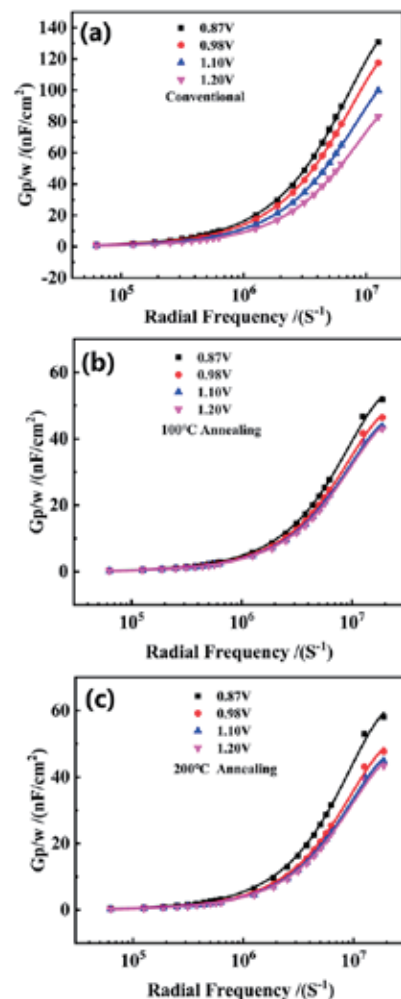 (a)
0.87V
0.98V
1.10V
1.20V
Conventional
Gp/w /(nF/cm²)
140
120
100
80
60
40
20
0
-20
10⁵
10⁶
10⁷
Radial Frequency /(S⁻¹)
(b)
0.87V
0.98V
1.10V
1.20V
100℃ Annealing
Gp/w /(nF/cm²)
60
40
20
0
10⁵
10⁶
10⁷
Radial Frequency /(S⁻¹)
(c)
0.87V
0.98V
1.10V
1.20V
200℃ Annealing
Gp/w /(nF/cm²)
60
40
20
0
10⁵
10⁶
10⁷
Radial Frequency /(S⁻¹)